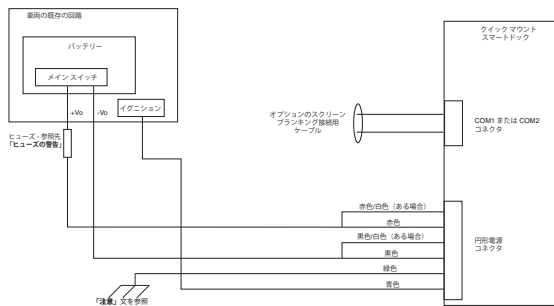 車両の既存の回路
バッテリー
メイン スイッチ
+Vo
-Vo
イグニション
ヒューズ - 参照先
「ヒューズの警告」
オプションのスクリーン
ブランキング接続用
ケーブル
クイック マウント
スマートドック
COM1 または COM2
コネクタ
赤色/白色（ある場合）
赤色
黒色/白色（ある場合）
黒色
緑色
青色
円形電源
コネクタ
「注意」文を参照